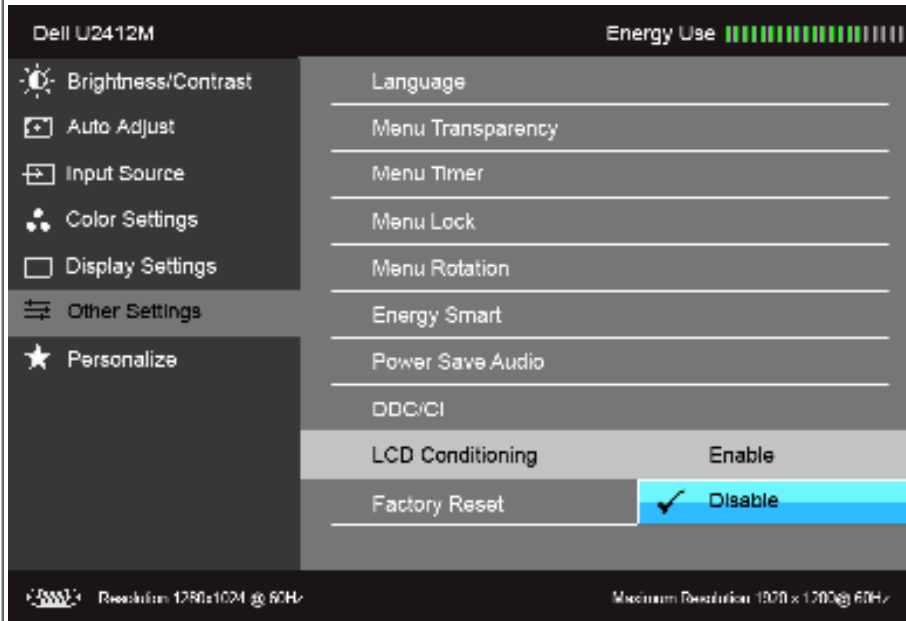 Dell U2412M
Energy Use
Brightness/Contrast
Auto Adjust
Input Source
Color Settings
Display Settings
Other Settings
Personalize
Language
Menu Transparency
Menu Timer
Menu Lock
Menu Rotation
Energy Smart
Power Save Audio
DDC/CI
LCD Conditioning
Enable
Factory Reset
Disable
Resolution 1280x1024 @ 60Hz
Maximum Resolution 1920 x 1200@ 60Hz